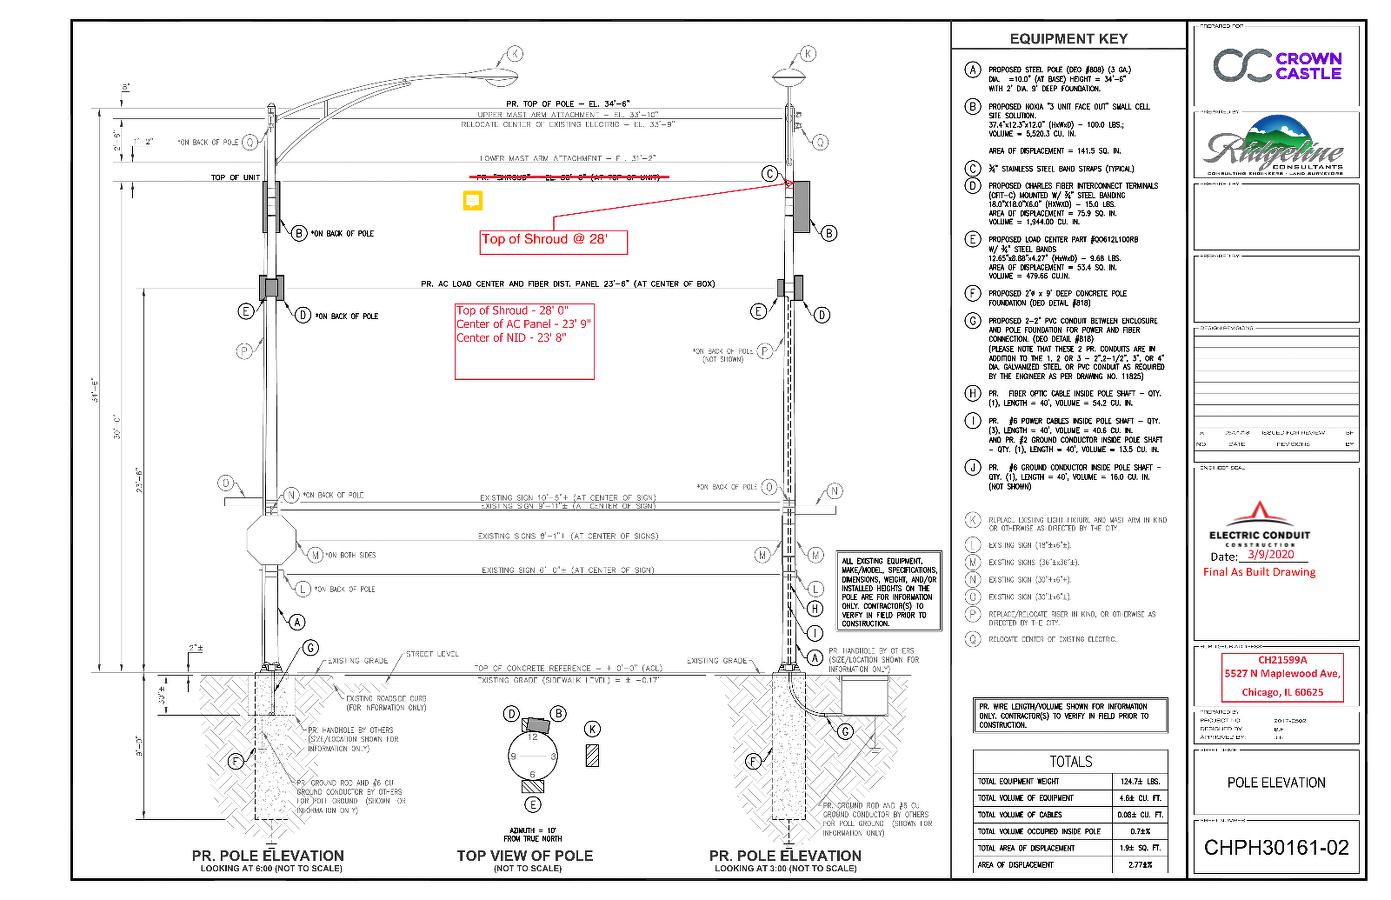 K
K
6"
2'-6"
1'-2"
PR. TOP OF POLE - EL. 34'-6"
UPPER MAST ARM ATTACHMENT - EL. 33'-10"
RELOCATE CENTER OF EXISTING ELECTRIC - EL. 33'-9"
*ON BACK OF POLE Q
Q
LOWER MAST ARM ATTACHMENT - EL. 31'-2"
TOP OF UNIT
PR. "SHROUD" EL. (AT TOP OF UNIT)
C
Top of Shroud @ 28'
B *ON BACK OF POLE
B
PR. AC LOAD CENTER AND FIBER DIST. PANEL 23'-6" (AT CENTER OF BOX)
E
D *ON BACK OF POLE
E
D
Top of Shroud - 28' 0"
Center of AC Panel - 23' 9"
Center of NID - 23' 8"
P
*ON BACK OF POLE P
(NOT SHOWN)
34'-6"
30'-0"
23'-6"
O
N *ON BACK OF POLE
*ON BACK OF POLE O
N
EXISTING SIGN 10'-5"± (AT CENTER OF SIGN)
EXISTING SIGN 9'-11"± (AT CENTER OF SIGN)
EXISTING SIGNS 8'-1"± (AT CENTER OF SIGNS)
M *ON BOTH SIDES
M
M
EXISTING SIGN 6'-0"± (AT CENTER OF SIGN)
L *ON BACK OF POLE
L
H
A
I
G
A
ALL EXISTING EQUIPMENT,
MAKE/MODEL, SPECIFICATIONS,
DIMENSIONS, WEIGHT, AND/OR
INSTALLED HEIGHTS ON THE
POLE ARE FOR INFORMATION
ONLY. CONTRACTOR(S) TO
VERIFY IN FIELD PRIOR TO
CONSTRUCTION.
PR. HANDHOLE BY OTHERS
(SIZE/LOCATION SHOWN FOR
INFORMATION ONLY)
2"±
EXISTING GRADE
STREET LEVEL
TOP OF CONCRETE REFERENCE - ± 0'-0" (AGL)
EXISTING GRADE (SIDEWALK LEVEL) = ± -0.17'
EXISTING GRADE
EXISTING ROADSIDE CURB
(FOR INFORMATION ONLY)
30"±
9'-0"
PR. HANDHOLE BY OTHERS
(SIZE/LOCATION SHOWN FOR
INFORMATION ONLY)
F
PR. GROUND ROD AND #6 CU
GROUND CONDUCTOR BY OTHERS
FOR POLE GROUND (SHOWN FOR
INFORMATION ONLY)
D
B
K
12
9
3
6
E
AZIMUTH = 10°
FROM TRUE NORTH
G
F
PR. GROUND ROD AND #6 CU
GROUND CONDUCTOR BY OTHERS
FOR POLE GROUND (SHOWN FOR
INFORMATION ONLY)
PR. POLE ELEVATION
LOOKING AT 6:00 (NOT TO SCALE)
TOP VIEW OF POLE
(NOT TO SCALE)
PR. POLE ELEVATION
LOOKING AT 3:00 (NOT TO SCALE)
EQUIPMENT KEY
A PROPOSED STEEL POLE (DEO #808) (3 GA.)
DIA. =10.0" (AT BASE) HEIGHT = 34'-6"
WITH 2' DIA. 9' DEEP FOUNDATION.
B PROPOSED NOKIA "3 UNIT FACE OUT" SMALL CELL
SITE SOLUTION.
37.4"x12.3"x12.0" (HxWxD) - 100.0 LBS.;
VOLUME = 5,520.3 CU. IN.
AREA OF DISPLACEMENT = 141.5 SQ. IN.
C ¾" STAINLESS STEEL BAND STRAPS (TYPICAL)
D PROPOSED CHARLES FIBER INTERCONNECT TERMINALS
(CFIT-C) MOUNTED W/ ¾" STEEL BANDING
18.0"X18.0"X6.0" (HXWXD) - 15.0 LBS.
AREA OF DISPLACEMENT = 75.9 SQ. IN.
VOLUME = 1,944.00 CU. IN.
E PROPOSED LOAD CENTER PART #QO0612L100RB
W/ ¾" STEEL BANDS
12.65"x8.88"x4.27" (HxWxD) - 9.68 LBS.
AREA OF DISPLACEMENT = 53.4 SQ. IN.
VOLUME = 479.66 CU.IN.
F PROPOSED 2'ø x 9' DEEP CONCRETE POLE
FOUNDATION (DEO DETAIL #818)
G PROPOSED 2-2" PVC CONDUIT BETWEEN ENCLOSURE
AND POLE FOUNDATION FOR POWER AND FIBER
CONNECTION. (DEO DETAIL #818)
(PLEASE NOTE THAT THESE 2 PR. CONDUITS ARE IN
ADDITION TO THE 1, 2 OR 3 - 2",2-1/2", 3", OR 4"
DIA. GALVANIZED STEEL OR PVC CONDUIT AS REQUIRED
BY THE ENGINEER AS PER DRAWING NO. 11825)
H PR. FIBER OPTIC CABLE INSIDE POLE SHAFT - QTY.
(1), LENGTH = 40', VOLUME = 54.2 CU. IN.
I PR. #6 POWER CABLES INSIDE POLE SHAFT - QTY.
(3), LENGTH = 40', VOLUME = 40.6 CU. IN.
AND PR. #2 GROUND CONDUCTOR INSIDE POLE SHAFT
- QTY. (1), LENGTH = 40', VOLUME = 13.5 CU. IN.
J PR. #6 GROUND CONDUCTOR INSIDE POLE SHAFT -
QTY. (1), LENGTH = 40', VOLUME = 16.0 CU. IN.
(NOT SHOWN)
K REPLACE EXISTING LIGHT FIXTURE AND MAST ARM IN KIND
OR OTHERWISE AS DIRECTED BY THE CITY.
L EXISTING SIGN (18"±x6"±).
M EXISTING SIGNS (36"±x36"±).
N EXISTING SIGN (30"±x6"±).
O EXISTING SIGN (30"±x6"±).
P REPLACE/RELOCATE RISER IN KIND, OR OTHERWISE AS
DIRECTED BY THE CITY.
Q RELOCATE CENTER OF EXISTING ELECTRIC.
PR. WIRE LENGTH/VOLUME SHOWN FOR INFORMATION
ONLY. CONTRACTOR(S) TO VERIFY IN FIELD PRIOR TO
CONSTRUCTION.
TOTALS
TOTAL EQUIPMENT WEIGHT 124.7± LBS.
TOTAL VOLUME OF EQUIPMENT 4.6± CU. FT.
TOTAL VOLUME OF CABLES 0.08± CU. FT.
TOTAL VOLUME OCCUPIED INSIDE POLE 0.7±%
TOTAL AREA OF DISPLACEMENT 1.9± SQ. FT.
AREA OF DISPLACEMENT 2.77±%
PREPARED FOR
CROWN
CASTLE
PREPARED BY
Ridgeline
CONSULTANTS
CONSULTING ENGINEERS - LAND SURVEYORS
PREPARED BY
PREPARED BY
DESIGN REVISIONS
ISSUED FOR REVIEW
NO. DATE REVISIONS BY
ENGINEER SEAL
ELECTRIC CONDUIT
CONSTRUCTION
Date: 3/9/2020
Final As Built Drawing
CH21599A
5527 N Maplewood Ave,
Chicago, IL 60625
PREPARED BY
PROJECT NO.
DESIGNED BY:
APPROVED BY:
SHEET NAME
POLE ELEVATION
SHEET NUMBER
CHPH30161-02